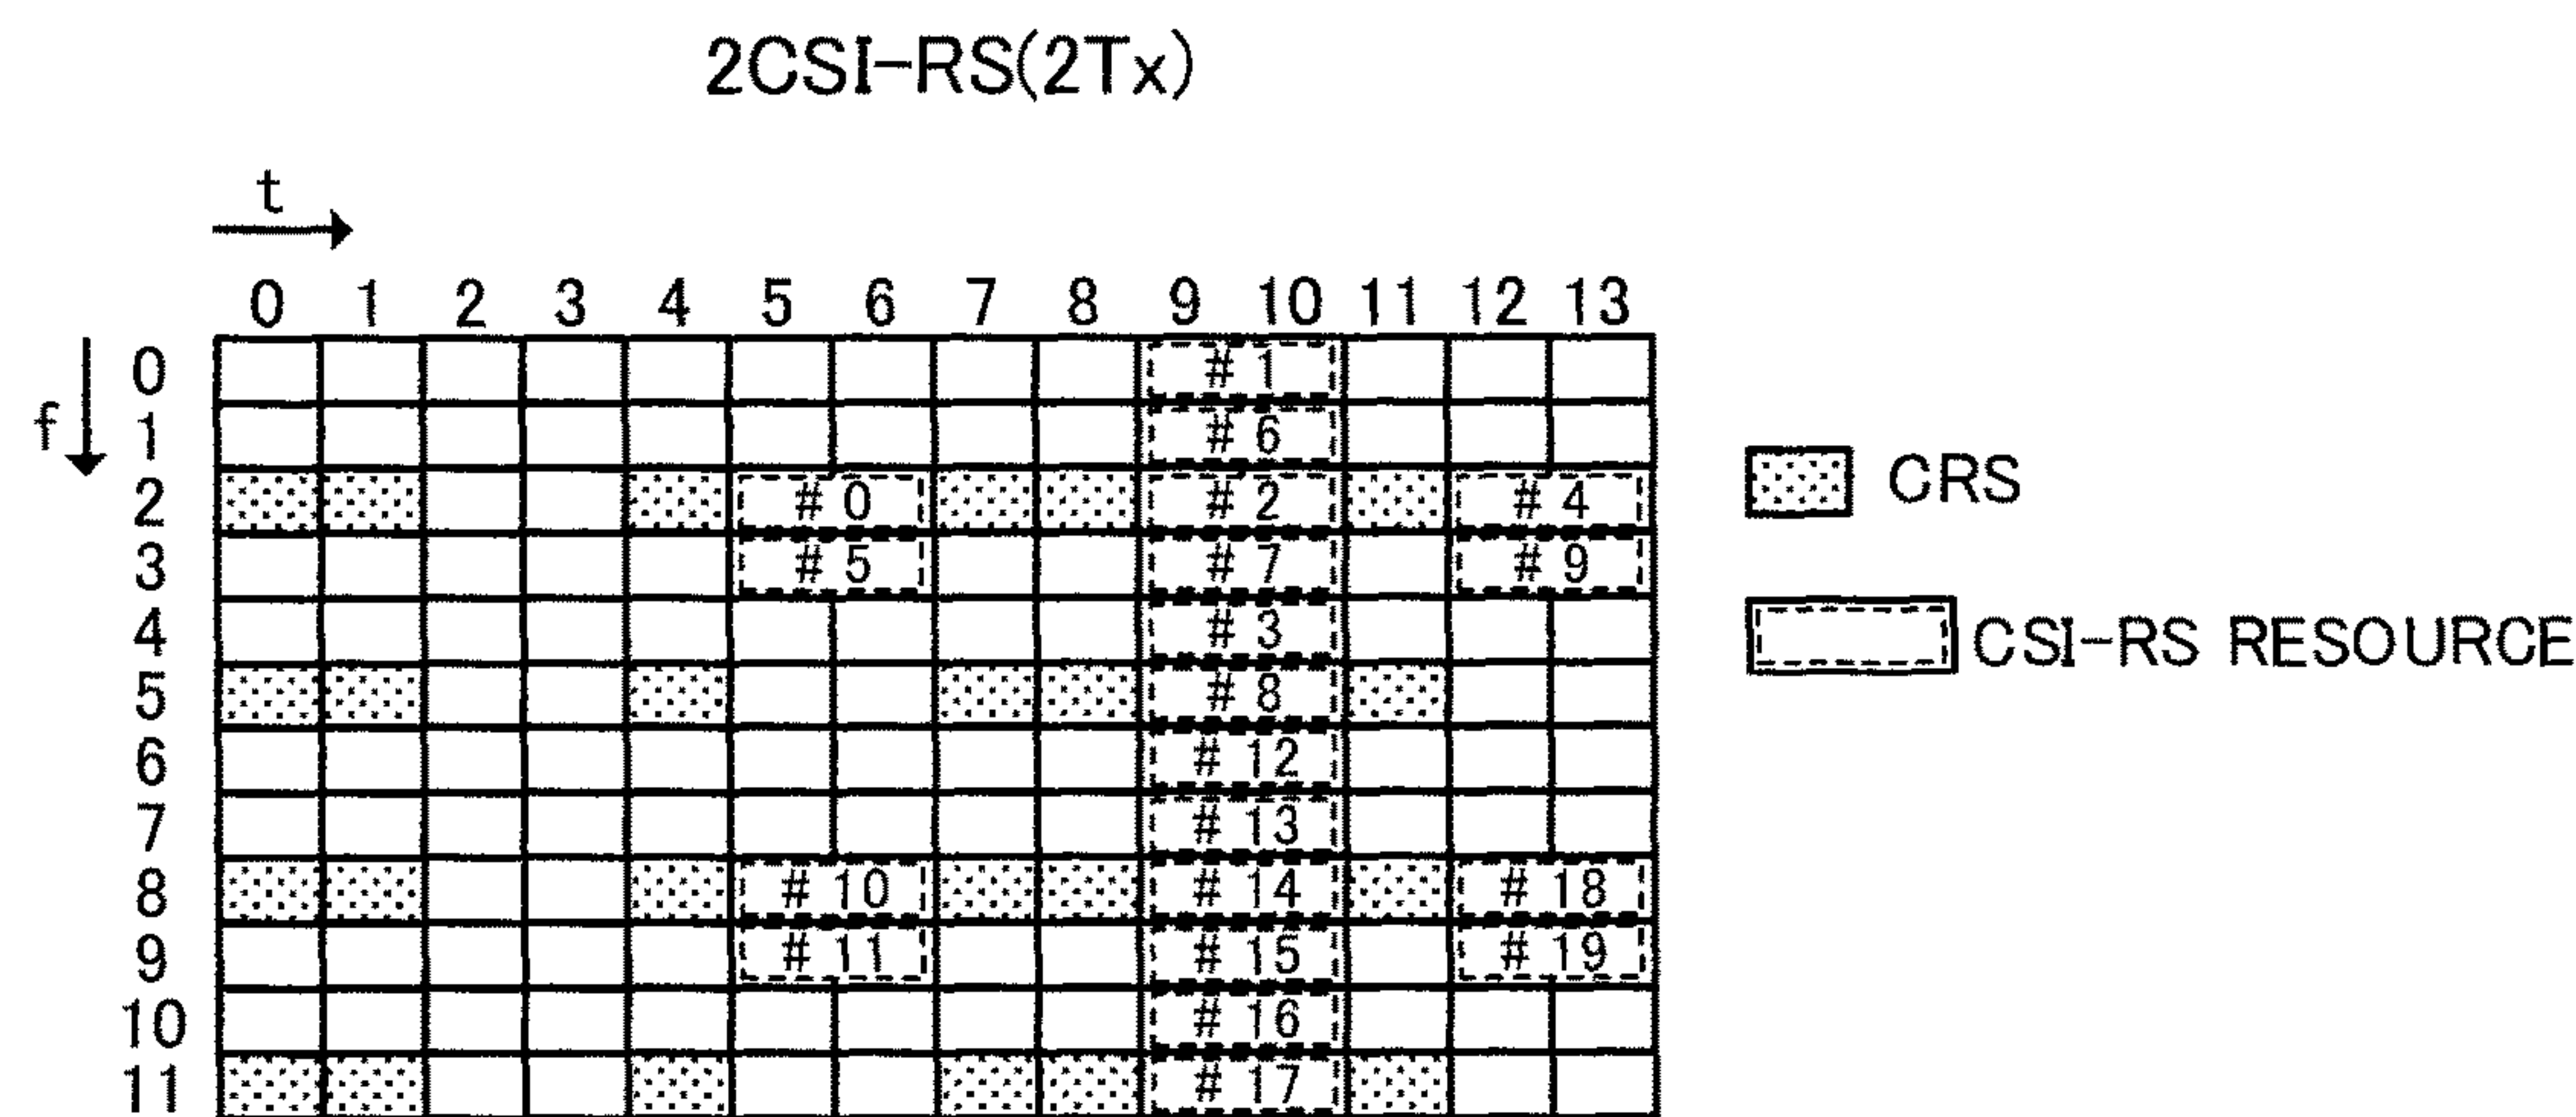 2CSI-RS(2Tx)
t
0 1 2 3 4 5 6 7 8 9 10 11 12 13
f
0 # 1
1 # 6
2 # 0 # 2 # 4
3 # 5 # 7 # 9
4 # 3
5 # 8
6 # 12
7 # 13
8 # 10 # 14 # 18
9 # 11 # 15 # 19
10 # 16
11 # 17
CRS
CSI-RS RESOURCE